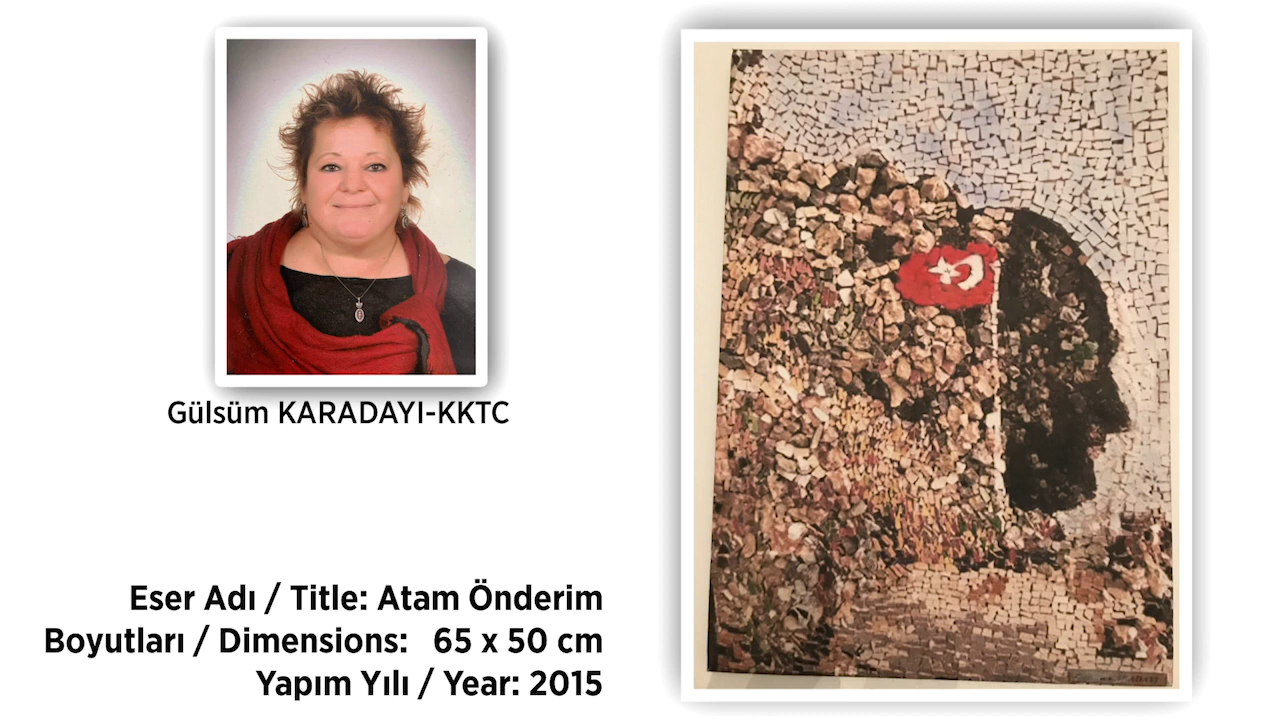 Gülsüm KARADAYI-KKTC
Eser Adı / Title: Atam Önderim
Boyutları / Dimensions: 65 x 50 cm
Yapım Yılı / Year: 2015